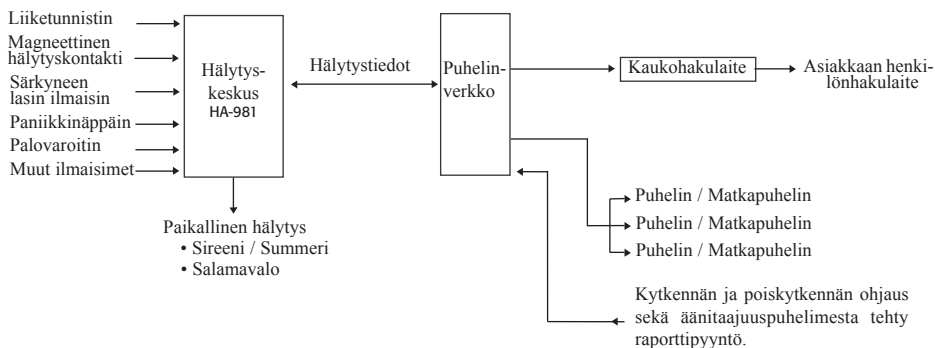 Liiketunnistin
Magneettinen
hälytyskontakti
Särkyneen
lasin ilmaisin
Paniikkinäppäin
Palovaroitin
Muut ilmaisimet
Hälytys-
keskus
HA-981
Paikallinen hälytys
• Sireeni / Summeri
• Salamavalo
Hälytystiedot
Puhelin-
verkko
Kaukohakulaite
Asiakkaan henki-
lönhakulaite
Puhelin / Matkapuhelin
Puhelin / Matkapuhelin
Puhelin / Matkapuhelin
Kytkennän ja poiskytkennän ohjaus
sekä äänitaajuuspuhelimesta tehty
raporttipyyntö.